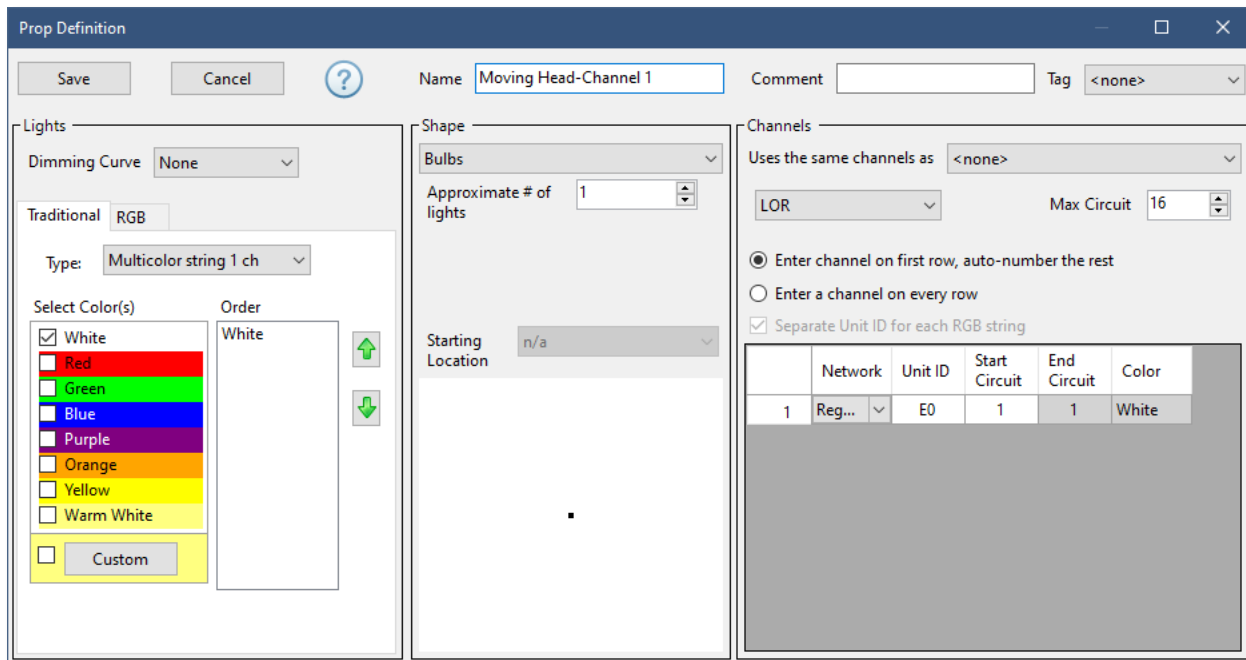 Prop Definition
Save
Cancel
?
Name
Moving Head-Channel 1
Comment
Tag
<none>
Lights
Dimming Curve
None
Traditional
RGB
Type:
Multicolor string 1 ch
Select Color(s)
Order
White
Red
Green
Blue
Purple
Orange
Yellow
Warm White
Custom
White
Shape
Bulbs
Approximate # of
lights
1
Starting
Location
n/a
Channels
Uses the same channels as
<none>
LOR
Max Circuit
16
Enter channel on first row, auto-number the rest
Enter a channel on every row
Separate Unit ID for each RGB string
Network
Unit ID
Start
Circuit
End
Circuit
Color
1
Reg...
E0
1
1
White